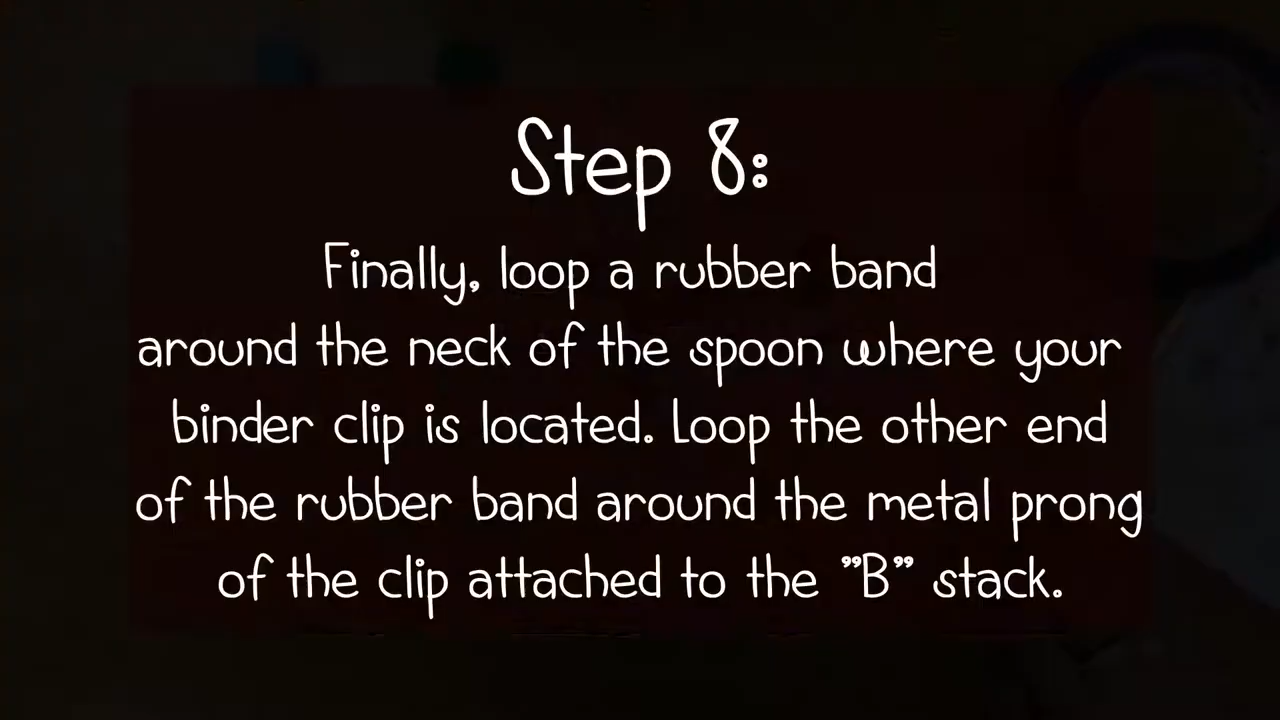 Step 8:
Finally, loop a rubber band
around the neck of the spoon where your
binder clip is located. Loop the other end
of the rubber band around the metal prong
of the clip attached to the ”B” stack.